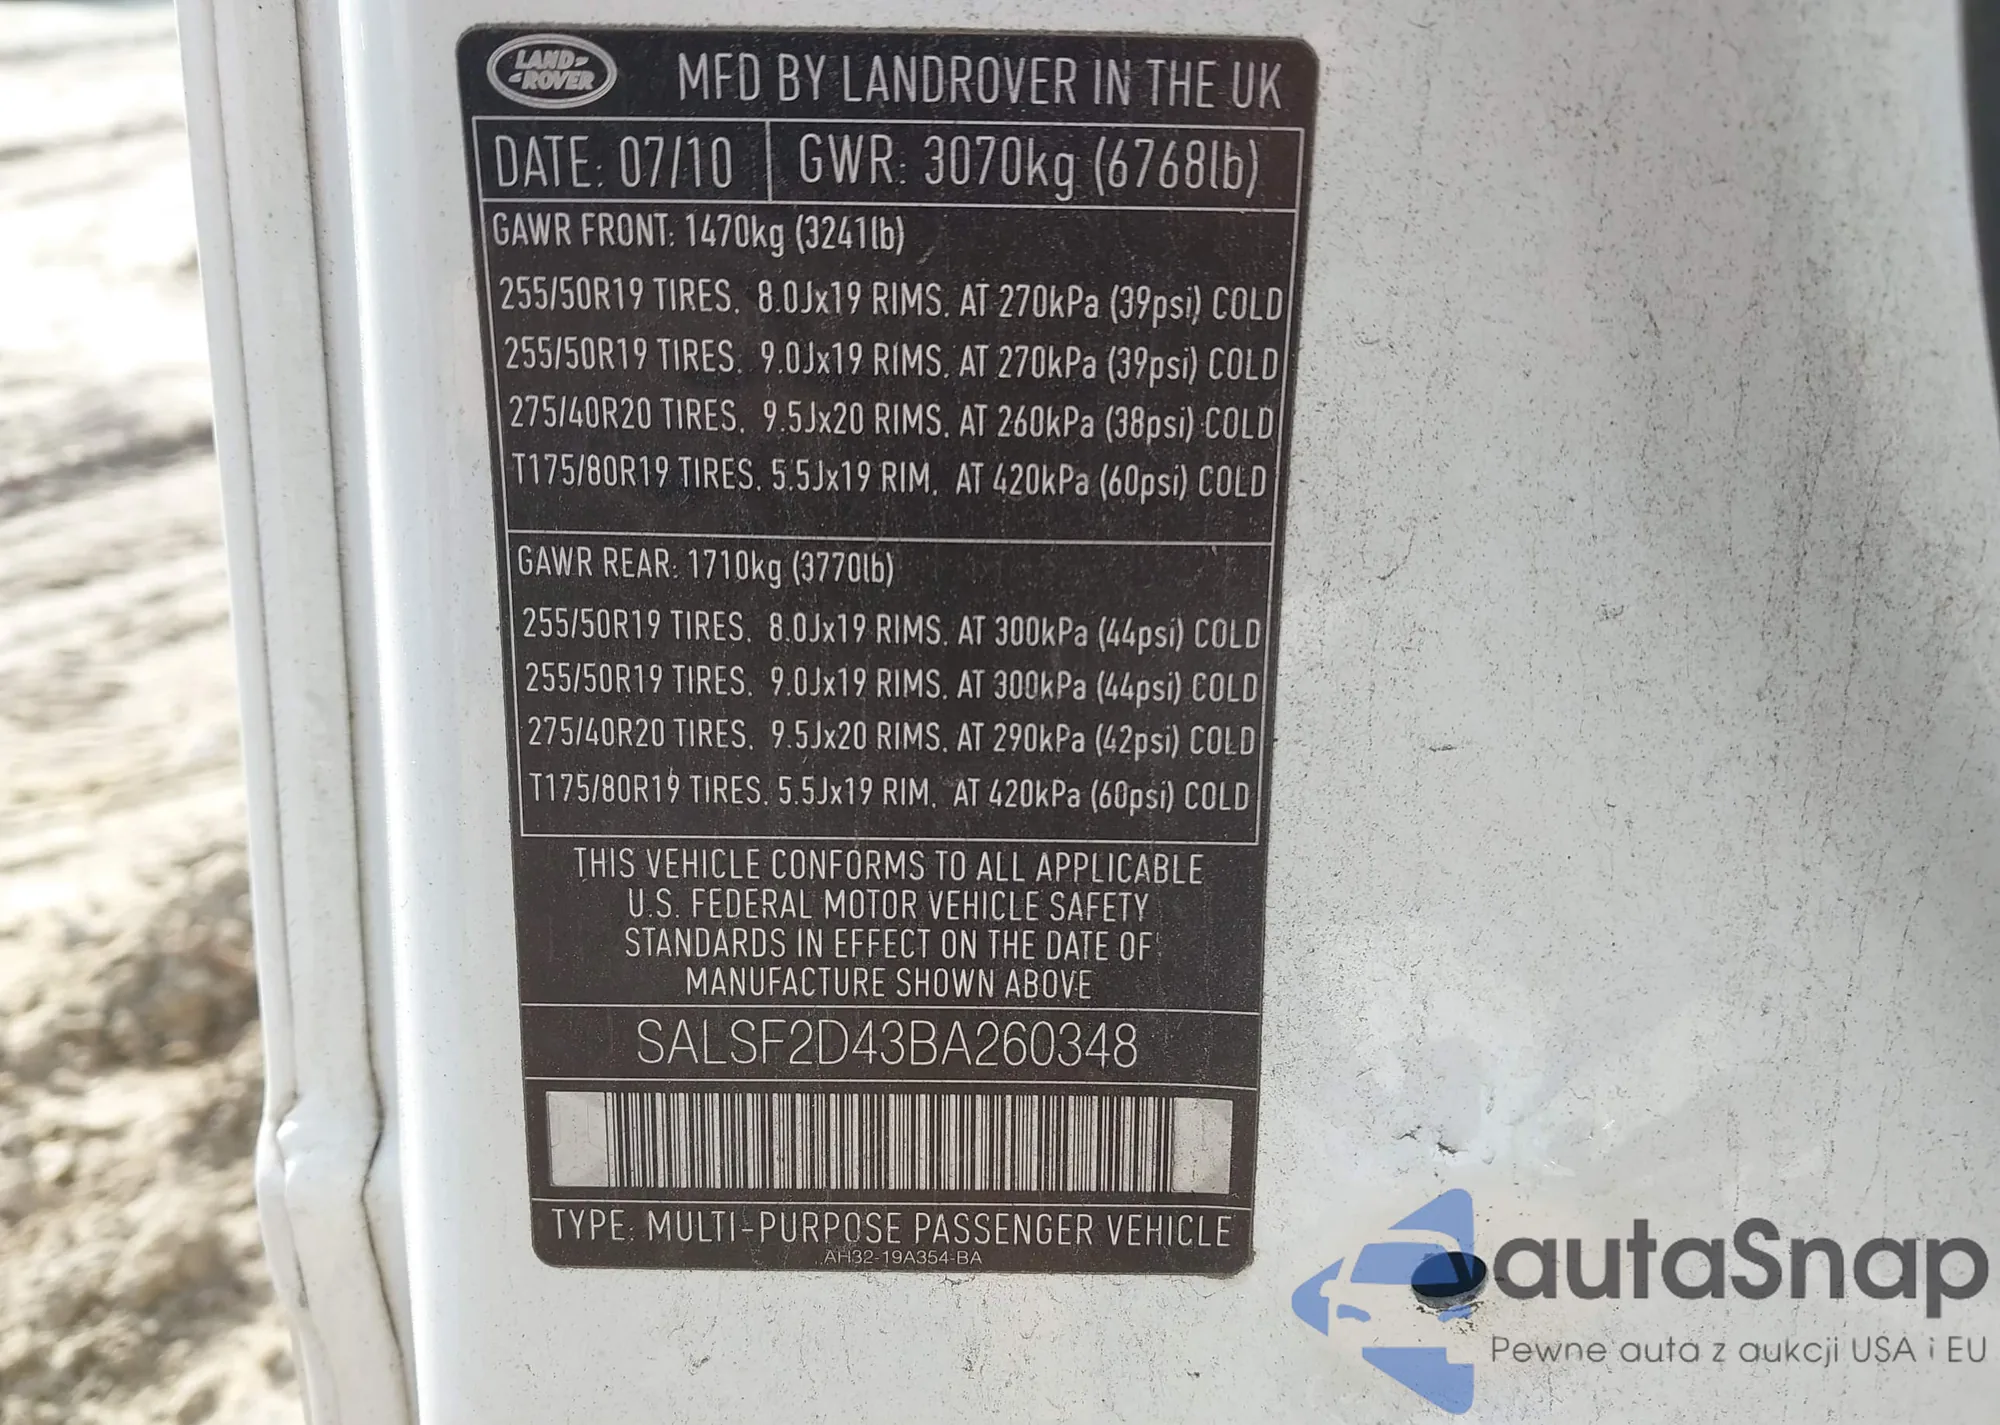 LAND-
-ROVER
MFD BY LANDROVER IN THE UK
DATE: 07/10 GWR: 3070kg (6768lb)
GAWR FRONT: 1470kg (3241lb)
255/50R19 TIRES. 8.0Jx19 RIMS. AT 270kPa (39psi) COLD
255/50R19 TIRES. 9.0Jx19 RIMS. AT 270kPa (39psi) COLD
275/40R20 TIRES. 9.5Jx20 RIMS. AT 260kPa (38psi) COLD
T175/80R19 TIRES. 5.5Jx19 RIM. AT 420kPa (60psi) COLD
GAWR REAR: 1710kg (3770lb)
255/50R19 TIRES. 8.0Jx19 RIMS. AT 300kPa (44psi) COLD
255/50R19 TIRES. 9.0Jx19 RIMS. AT 300kPa (44psi) COLD
275/40R20 TIRES. 9.5Jx20 RIMS. AT 290kPa (42psi) COLD
T175/80R19 TIRES. 5.5Jx19 RIM. AT 420kPa (60psi) COLD
THIS VEHICLE CONFORMS TO ALL APPLICABLE
U.S. FEDERAL MOTOR VEHICLE SAFETY
STANDARDS IN EFFECT ON THE DATE OF
MANUFACTURE SHOWN ABOVE
SALSF2D43BA260348
TYPE: MULTI-PURPOSE PASSENGER VEHICLE
AH32-19A354-BA
autaSnap
Pewne auta z aukcji USA i EU